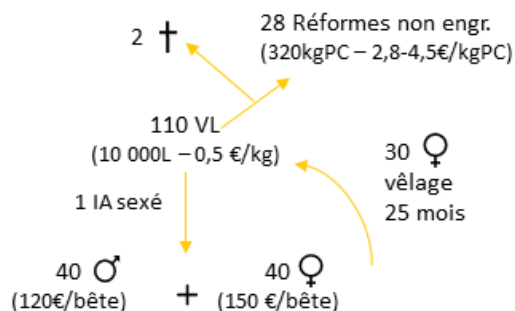 2 †
28 Réformes non engr.
(320kgPC – 2,8-4,5€/kgPC)
110 VL
(10 000L – 0,5 €/kg)
30 ♀
vêlage
25 mois
1 IA sexé
40 ♂
(120€/bête)
+
40 ♀
(150 €/bête)